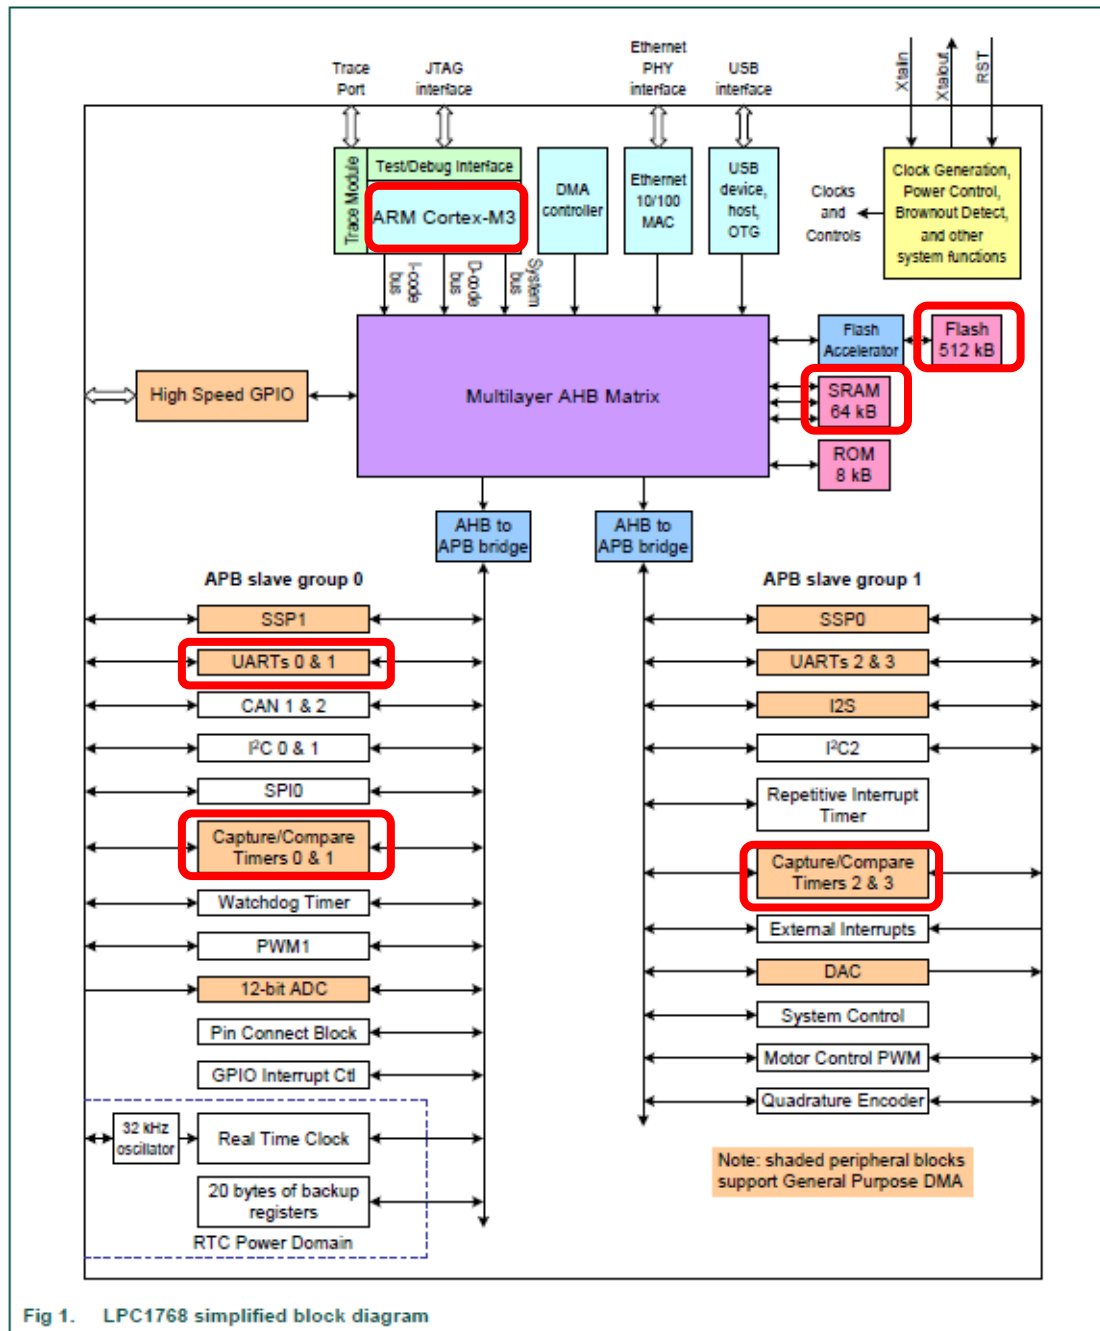 Trace
Port
JTAG
interface
Ethernet
PHY
interface
USB
interface
Xtalin
Xtalout
RST
Trace Module
Test/Debug Interface
ARM Cortex-M3
DMA
controller
Ethernet
10/100
MAC
USB
device,
host,
OTG
Clocks
and
Controls
Clock Generation,
Power Control,
Brownout Detect,
and other
system functions
I-code
bus
D-code
bus
System
bus
Multilayer AHB Matrix
High Speed GPIO
Flash
Accelerator
Flash
512 kB
SRAM
64 kB
ROM
8 kB
AHB to
APB bridge
AHB to
APB bridge
APB slave group 0
SSP1
UARTs 0 & 1
CAN 1 & 2
I²C 0 & 1
SPI0
Capture/Compare
Timers 0 & 1
Watchdog Timer
PWM1
12-bit ADC
Pin Connect Block
GPIO Interrupt Ctl
32 kHz
oscillator
Real Time Clock
20 bytes of backup
registers
RTC Power Domain
APB slave group 1
SSP0
UARTs 2 & 3
I2S
I²C2
Repetitive Interrupt
Timer
Capture/Compare
Timers 2 & 3
External Interrupts
DAC
System Control
Motor Control PWM
Quadrature Encoder
Note: shaded peripheral blocks
support General Purpose DMA
Fig 1. LPC1768 simplified block diagram